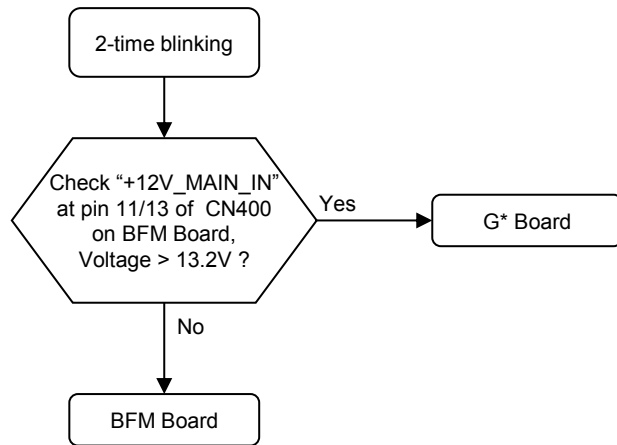 2-time blinking
Check “+12V_MAIN_IN”
at pin 11/13 of  CN400
on BFM Board,
Voltage > 13.2V ?
Yes
G* Board
No
BFM Board